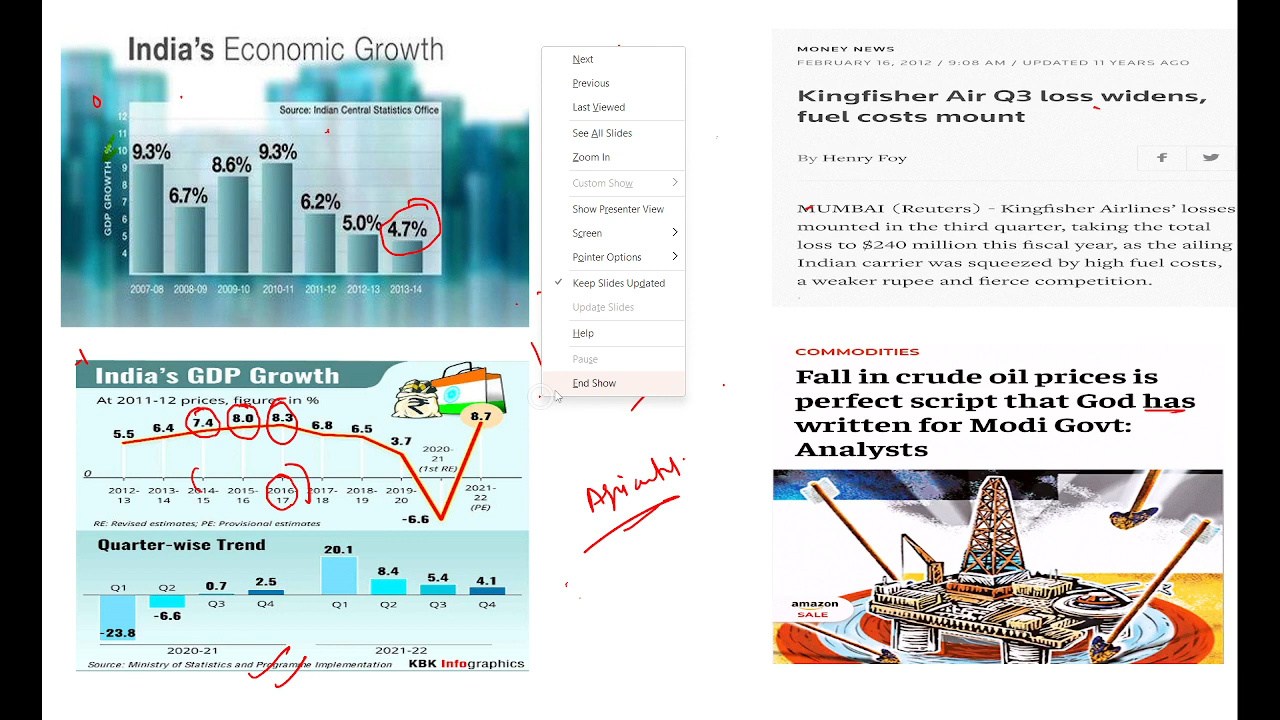 India's Economic Growth
Source: Indian Central Statistics Office
GDP GROWTH %
12
11
10
9
8
7
6
5
4
9.3%
6.7%
8.6%
9.3%
6.2%
5.0%
4.7%
2007-08 2008-09 2009-10 2010-11 2011-12 2012-13 2013-14
India's GDP Growth
At 2011-12 prices, figures in %
5.5 6.4 7.4 8.0 8.3 6.8 6.5 3.7 -6.6 8.7
0
2012-13 2013-14 2014-15 2015-16 2016-17 2017-18 2018-19 2019-20
2020-21 (1st RE)
2021-22 (PE)
RE: Revised estimates; PE: Provisional estimates
Quarter-wise Trend
Q1 Q2 0.7 2.5 20.1 8.4 5.4 4.1
-23.8 -6.6 Q3 Q4 Q1 Q2 Q3 Q4
2020-21 2021-22
Source: Ministry of Statistics and Programme Implementation KBK Infographics
Next
Previous
Last Viewed
See All Slides
Zoom In
Custom Show
Show Presenter View
Screen
Pointer Options
Keep Slides Updated
Update Slides
Help
Pause
End Show
MONEY NEWS
FEBRUARY 16, 2012 / 9:08 AM / UPDATED 11 YEARS AGO
Kingfisher Air Q3 loss widens,
fuel costs mount
By Henry Foy
MUMBAI (Reuters) - Kingfisher Airlines' losses
mounted in the third quarter, taking the total
loss to $240 million this fiscal year, as the ailing
Indian carrier was squeezed by high fuel costs,
a weaker rupee and fierce competition.
COMMODITIES
Fall in crude oil prices is
perfect script that God has
written for Modi Govt:
Analysts
amazon
SALE